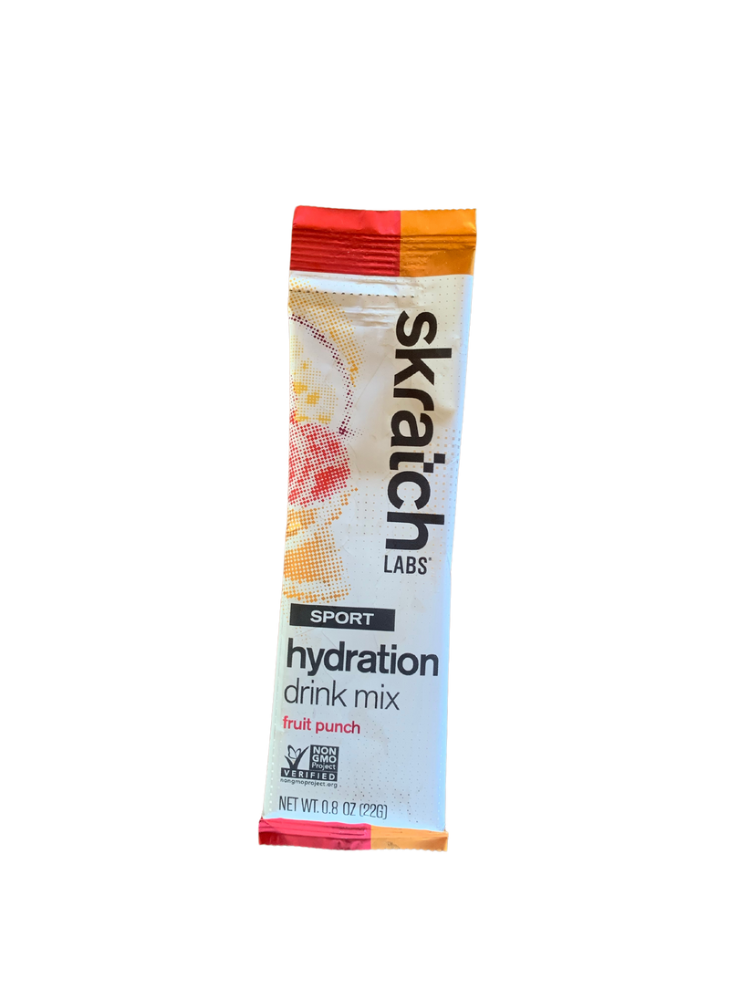 skratch
LABS®
SPORT
hydration
drink mix
fruit punch
NON
GMO
Project
VERIFIED
nongmoproject.org
NET WT. 0.8 OZ (22G)